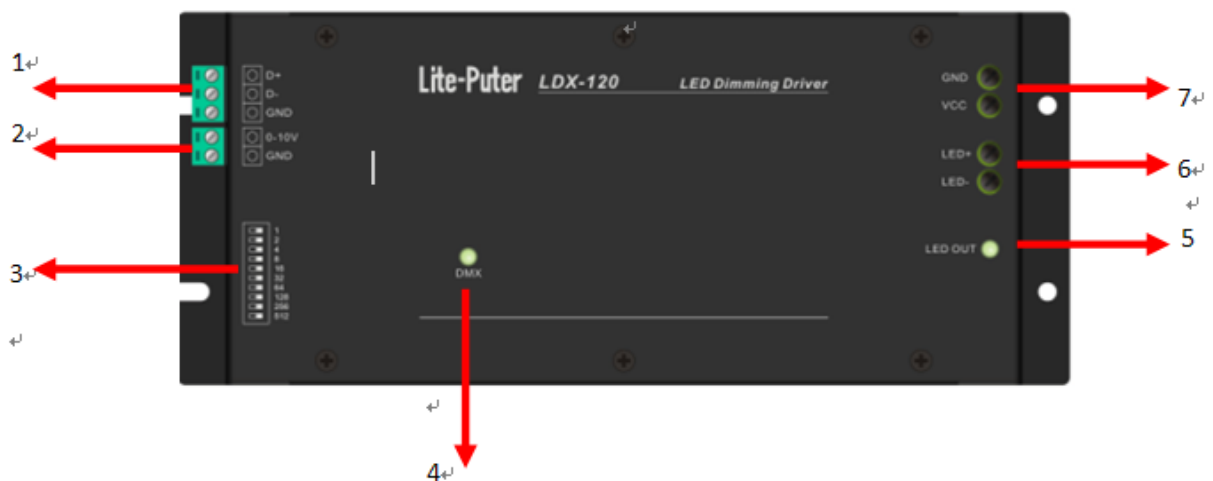 Lite-Puter LDX-120 LED Dimming Driver
1
D+
D-
GND
2
0-10V
GND
3
1
2
4
8
16
32
64
128
256
512
DMX
4
GND
VCC
7
LED+
LED-
6
LED OUT
5